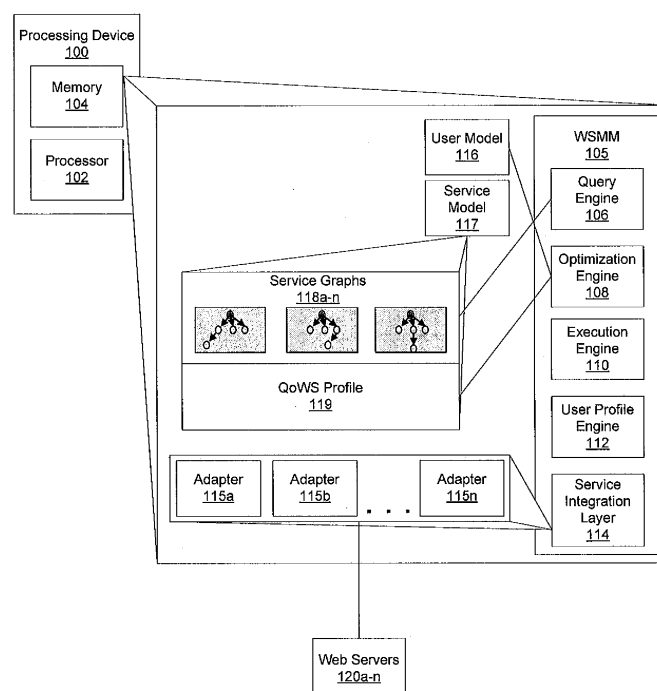 Processing Device
100
Memory
104
Processor
102
User Model
116
Service
Model
117
WSMM
105
Query
Engine
106
Optimization
Engine
108
Execution
Engine
110
User Profile
Engine
112
Service
Integration
Layer
114
Service Graphs
118a-n
QoWS Profile
119
Adapter
115a
Adapter
115b
. . .
Adapter
115n
Web Servers
120a-n